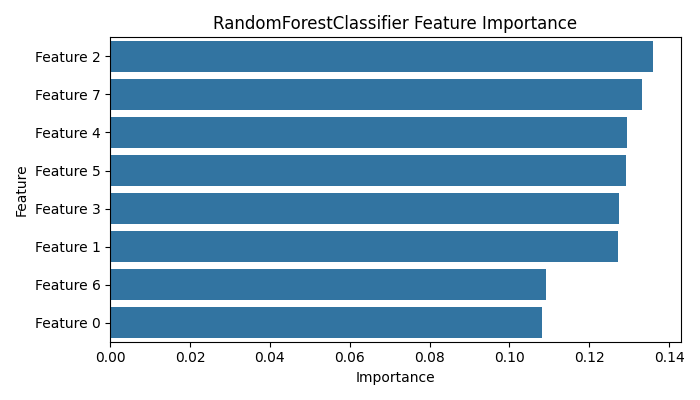 RandomForestClassifier Feature Importance
Feature
Feature 2
Feature 7
Feature 4
Feature 5
Feature 3
Feature 1
Feature 6
Feature 0
0.00 0.02 0.04 0.06 0.08 0.10 0.12 0.14
Importance